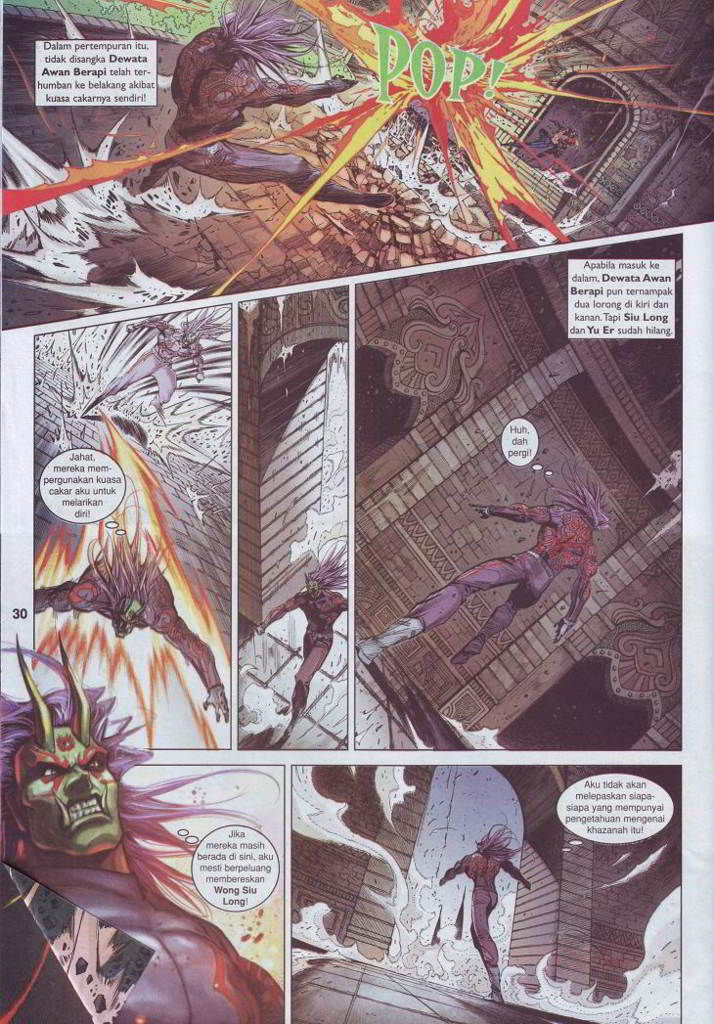 Dalam pertempuran itu,
tidak disangka Dewata
Awan Berapi telah ter-
humban ke belakang akibat
kuasa cakarnya sendiri!
POP!
Apabila masuk ke
dalam, Dewata Awan
Berapi pun ternampak
dua lorong di kiri dan
kanan. Tapi Siu Long
dan Yu Er sudah hilang.
Jahat,
mereka mem-
pergunakan kuasa
cakar aku untuk
melarikan
diri!
Huh,
dah
pergi!
30
Jika
mereka masih
berada di sini, aku
mesti berpeluang
membereskan
Wong Siu
Long!
Aku tidak akan
melepaskan siapa-
siapa yang mempunyai
pengetahuan mengenai
khazanah itu!